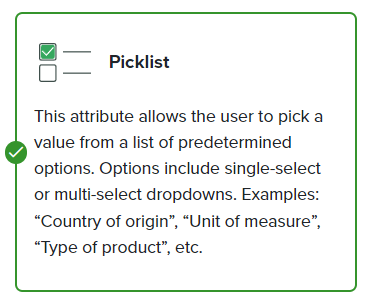 Picklist
This attribute allows the user to pick a
value from a list of predetermined
options. Options include single-select
or multi-select dropdowns. Examples:
“Country of origin”, “Unit of measure”,
“Type of product”, etc.